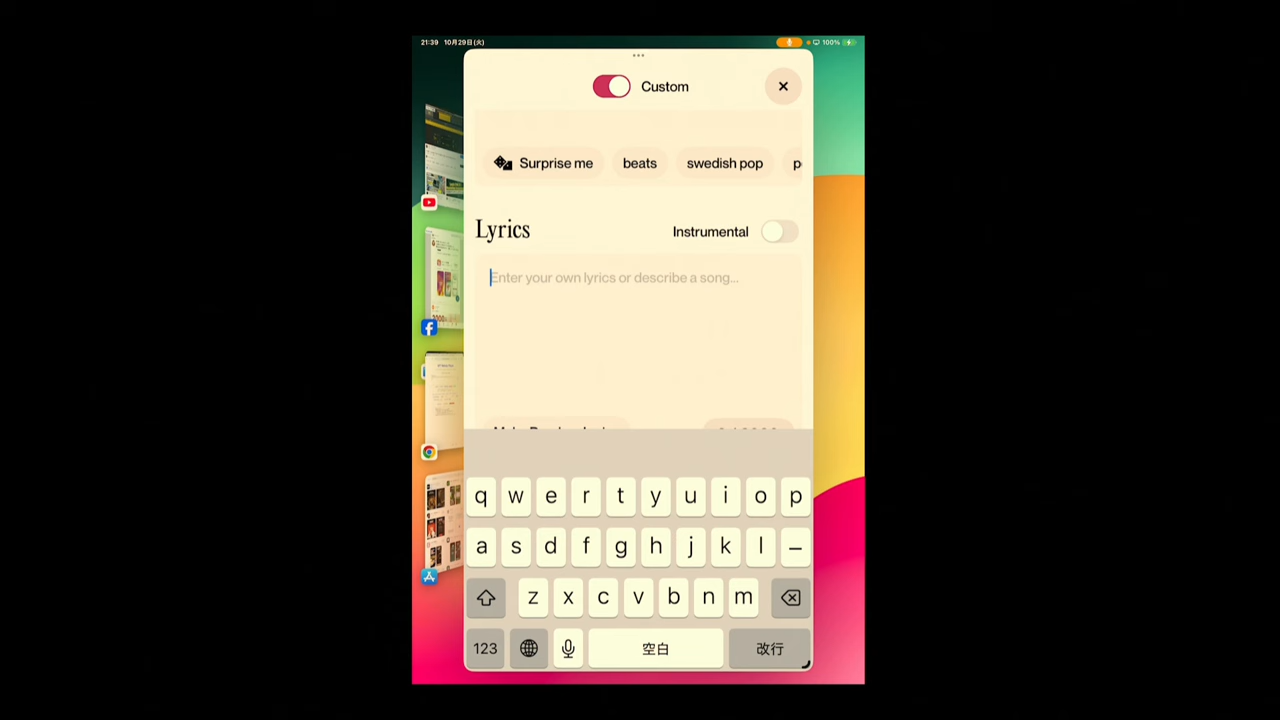 21:39 10月29日(火)
100%
Custom
Surprise me beats swedish pop
Lyrics Instrumental
Enter your own lyrics or describe a song...
q w e r t y u i o p
a s d f g h j k l –
z x c v b n m
123 空白 改行